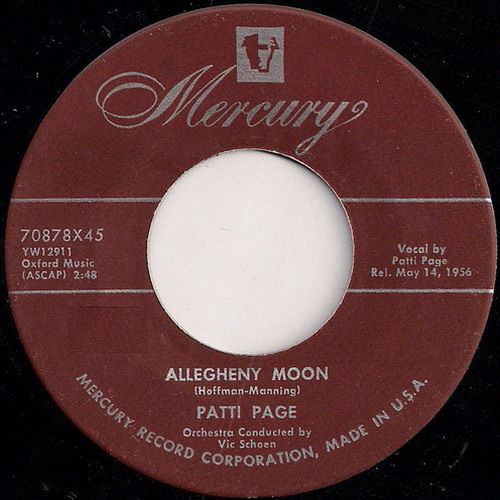 Mercury
70878X45
YW12911
Oxford Music
(ASCAP) 2:48
Vocal by
Patti Page
Rel. May 14, 1956
ALLEGHENY MOON
(Hoffman-Manning)
PATTI PAGE
Orchestra Conducted by
Vic Schoen
MERCURY RECORD CORPORATION, MADE IN U.S.A.